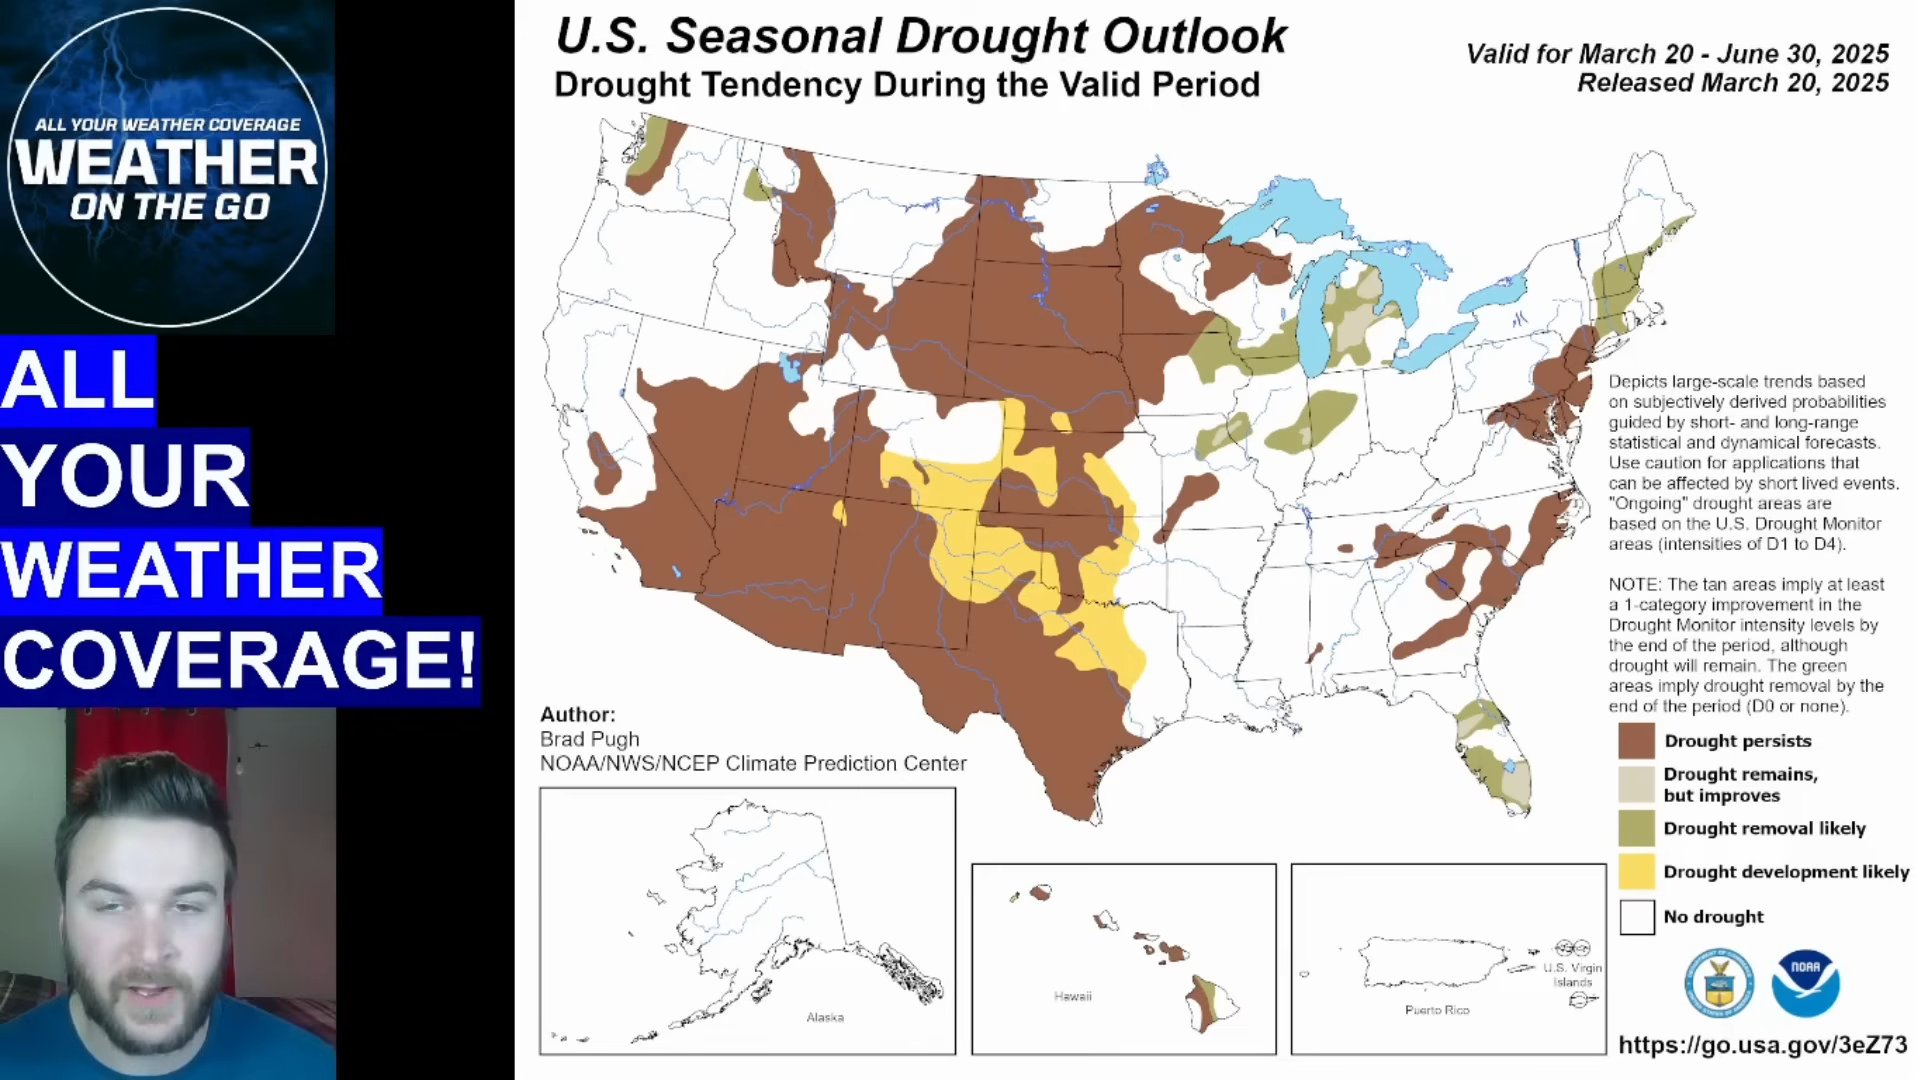 ALL YOUR WEATHER COVERAGE
WEATHER
ON THE GO
ALL
YOUR
WEATHER
COVERAGE!
U.S. Seasonal Drought Outlook
Drought Tendency During the Valid Period
Valid for March 20 - June 30, 2025
Released March 20, 2025
Depicts large-scale trends based
on subjectively derived probabilities
guided by short- and long-range
statistical and dynamical forecasts.
Use caution for applications that
can be affected by short lived events.
"Ongoing" drought areas are
based on the U.S. Drought Monitor
areas (intensities of D1 to D4).
NOTE: The tan areas imply at least
a 1-category improvement in the
Drought Monitor intensity levels by
the end of the period, although
drought will remain. The green
areas imply drought removal by the
end of the period (D0 or none).
Author:
Brad Pugh
NOAA/NWS/NCEP Climate Prediction Center
Drought persists
Drought remains,
but improves
Drought removal likely
Drought development likely
No drought
Alaska
Hawaii
Puerto Rico
U.S. Virgin
Islands
NOAA
https://go.usa.gov/3eZ73